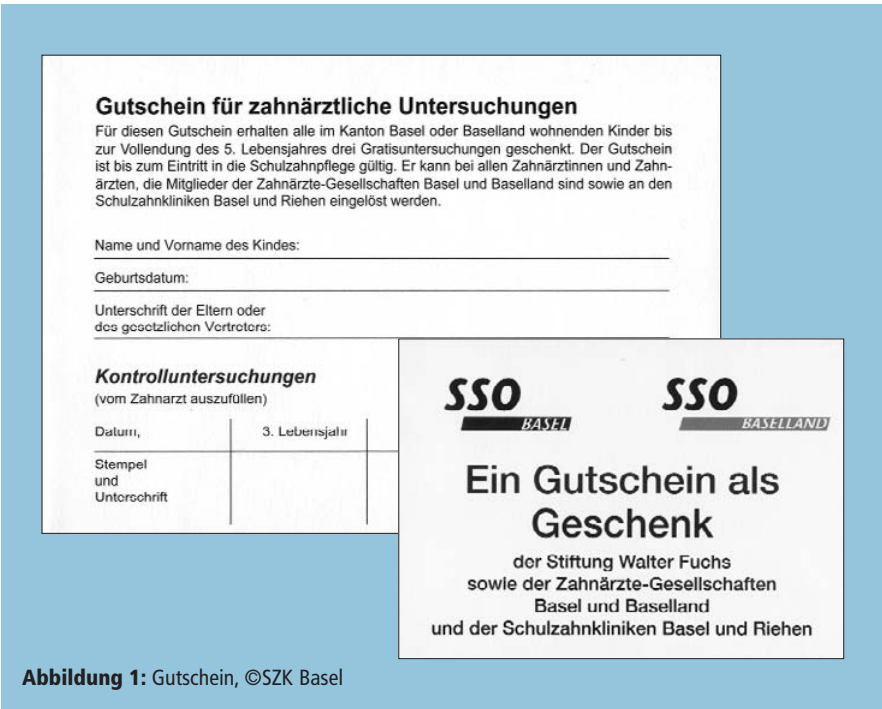 Gutschein für zahnärztliche Untersuchungen
Für diesen Gutschein erhalten alle im Kanton Basel oder Baselland wohnenden Kinder bis
zur Vollendung des 5. Lebensjahres drei Gratisuntersuchungen geschenkt. Der Gutschein
ist bis zum Eintritt in die Schulzahnpflege gültig. Er kann bei allen Zahnärztinnen und Zahn-
ärzten, die Mitglieder der Zahnärzte-Gesellschaften Basel und Baselland sind sowie an den
Schulzahnkliniken Basel und Riehen eingelöst werden.
Name und Vorname des Kindes:
Geburtsdatum:
Unterschrift der Eltern oder
des gesetzlichen Vertreters:
Kontrolluntersuchungen
(vom Zahnarzt auszufüllen)
Datum,
3. Lebensjahr
Stempel
und
Unterschrift
SSO
BASEL
SSO
BASELLAND
Ein Gutschein als
Geschenk
der Stiftung Walter Fuchs
sowie der Zahnärzte-Gesellschaften
Basel und Baselland
und der Schulzahnkliniken Basel und Riehen
Abbildung 1: Gutschein, ©SZK Basel